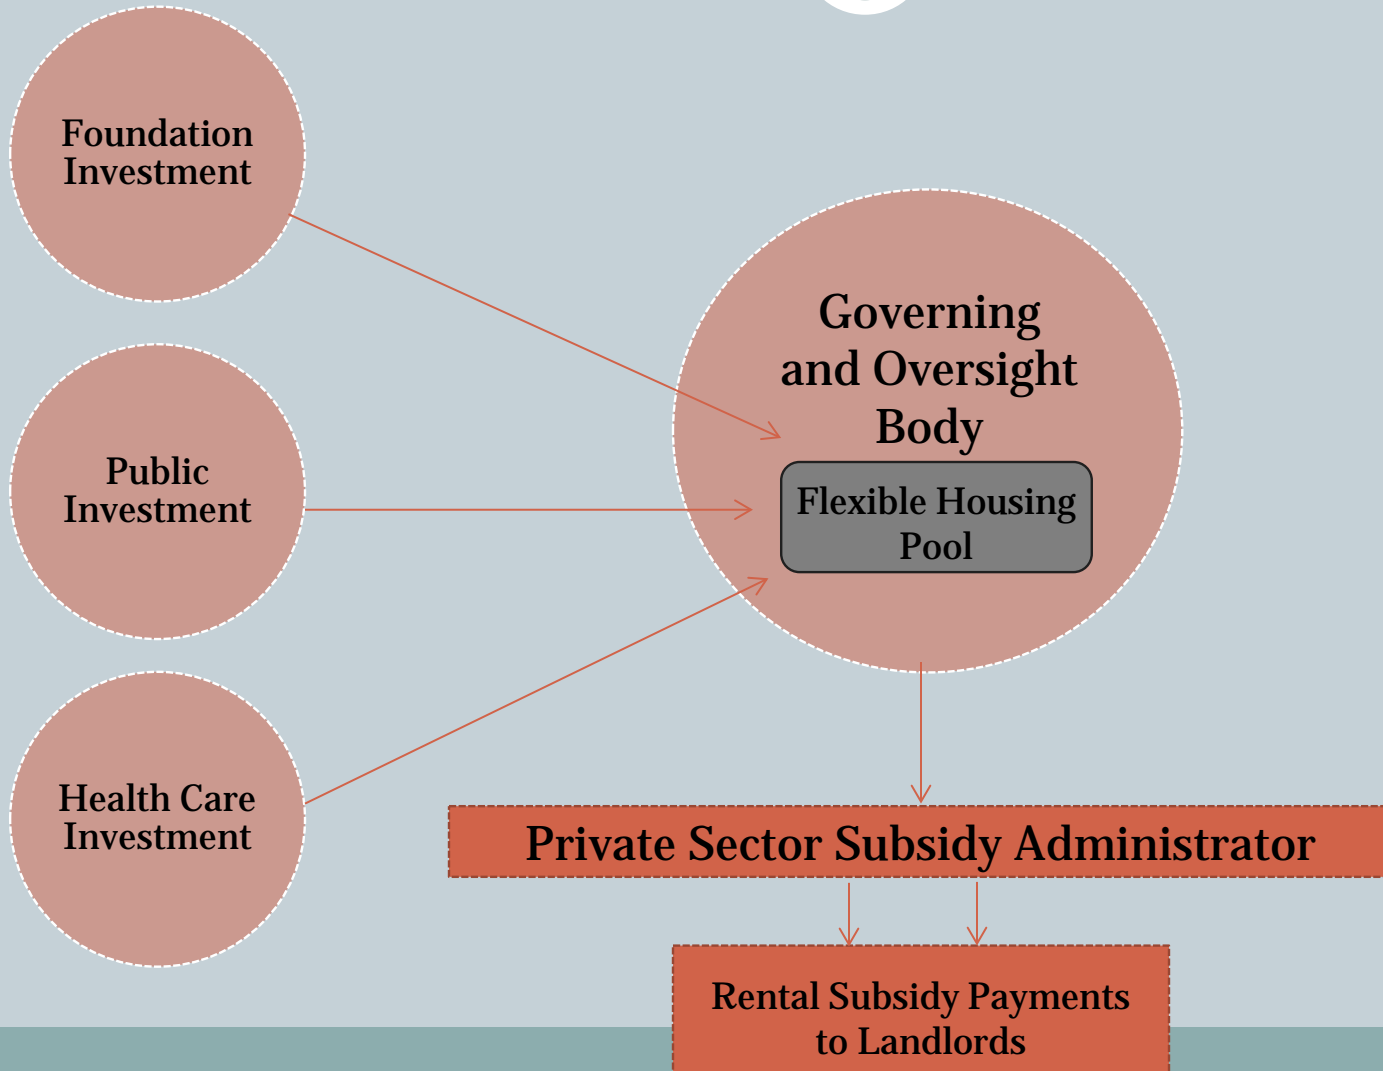 Foundation
Investment
Governing
and Oversight
Body
Public
Investment
Flexible Housing
Pool
Health Care
Investment
Private Sector Subsidy Administrator
Rental Subsidy Payments
to Landlords